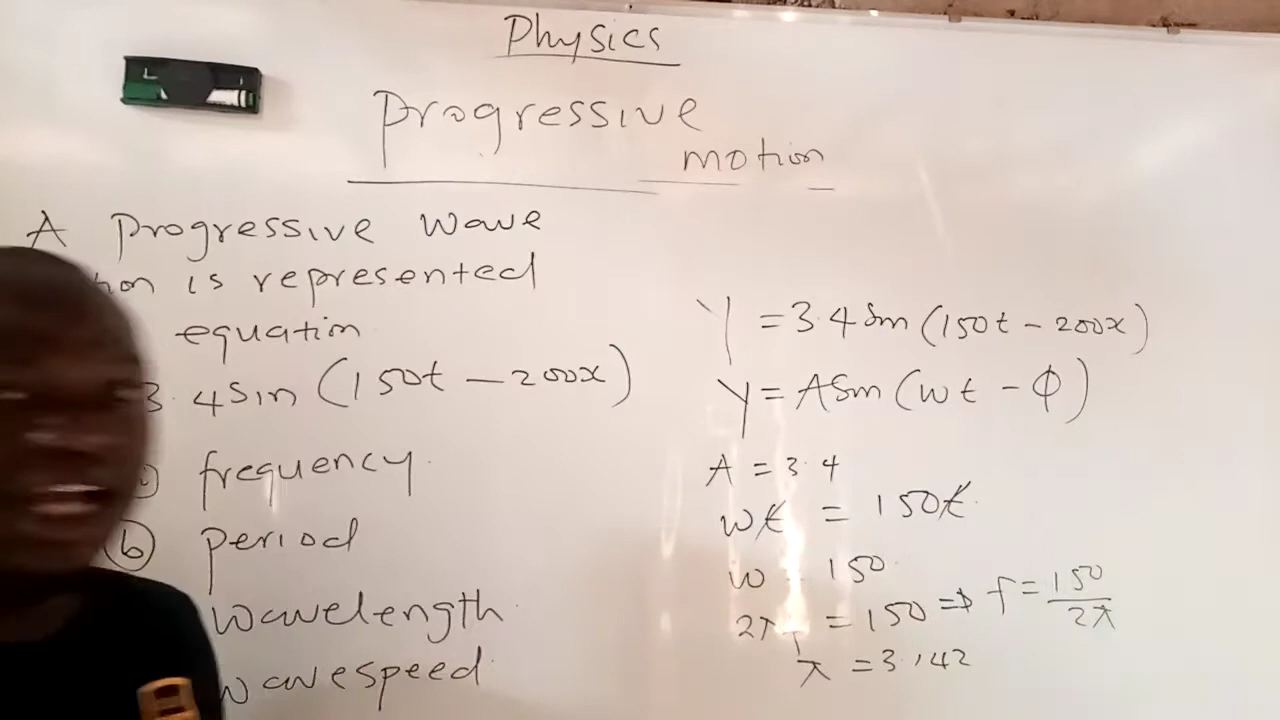 Physics
Progressive
motion
A Progressive wave
is represented
equation
3.4 Sin (150t - 200x)
frequency.
(b) period
wavelength
wavespeed
Y = 3.4 Sin (150t - 200x)
Y = A Sin (wt - Φ)
A = 3.4
wt = 150t
w 150
= 150 => f = 150/2π
π = 3.142